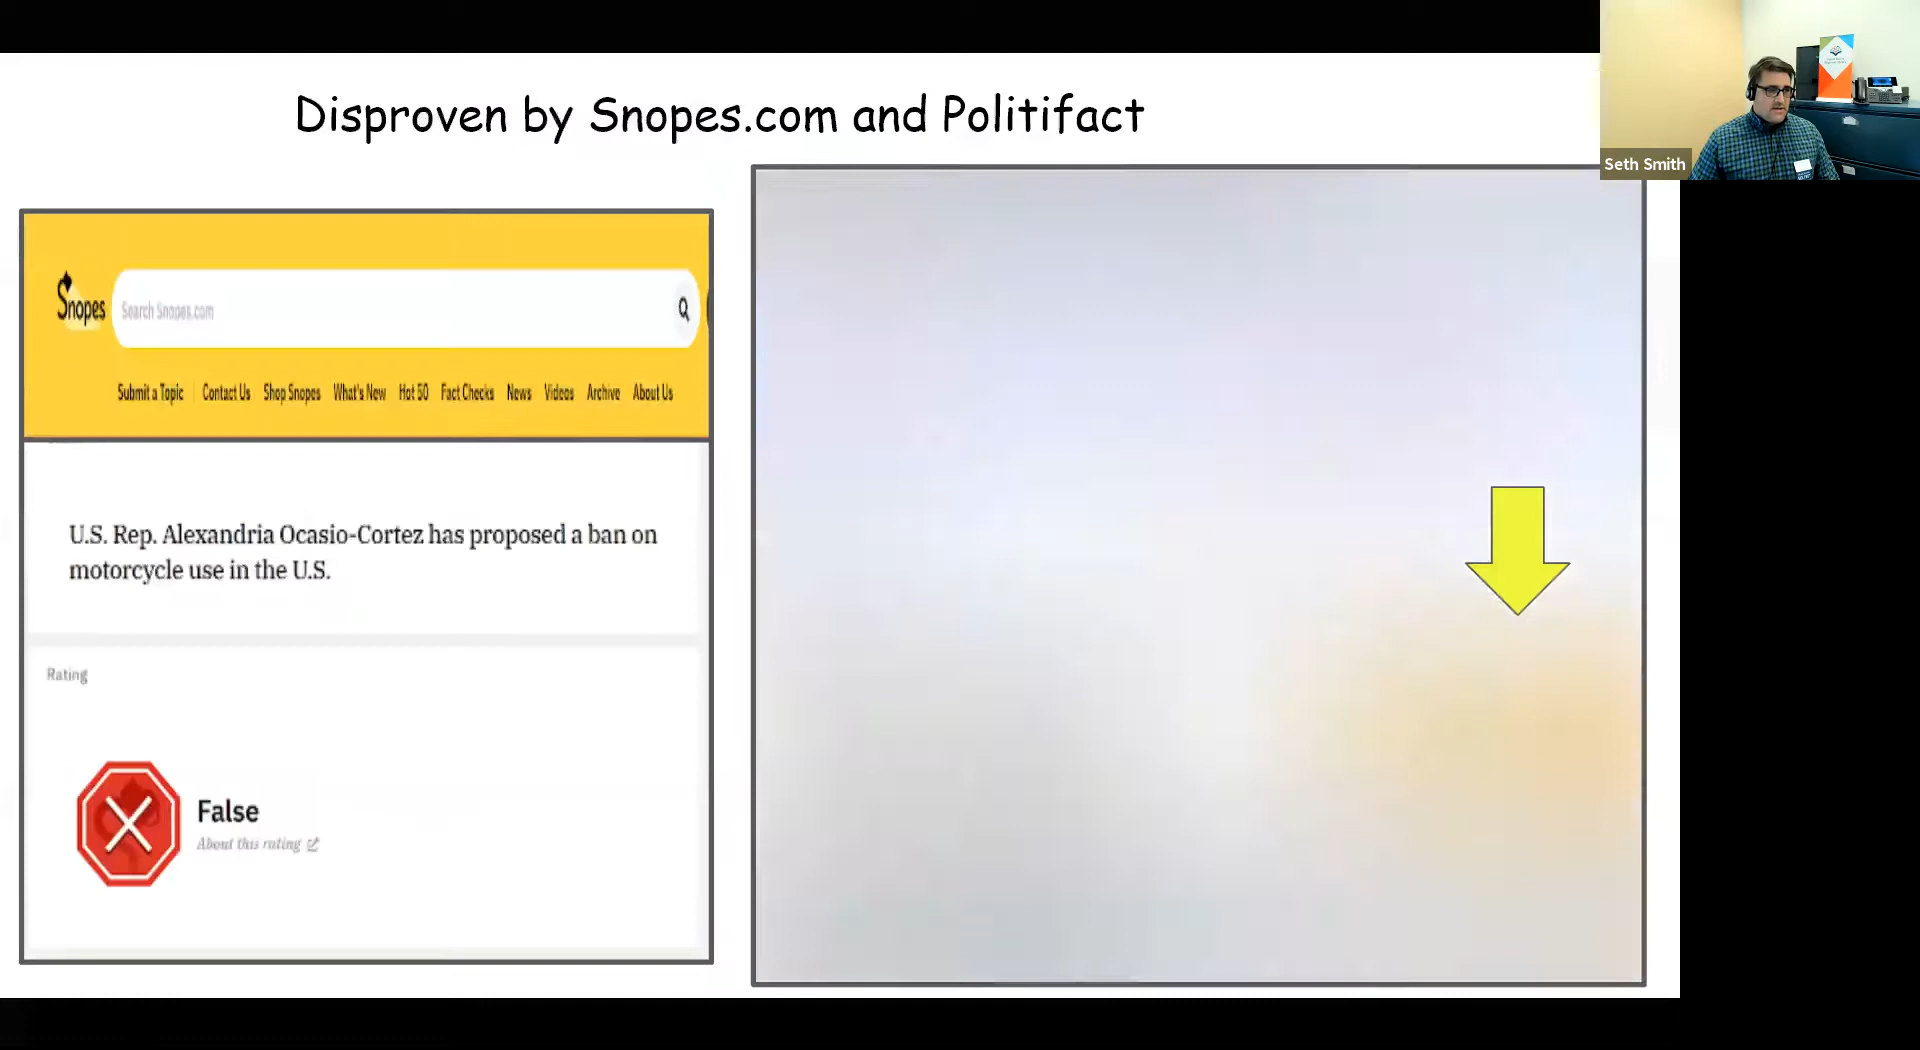 Disproven by Snopes.com and Politifact
Seth Smith
Snopes
Search Snopes.com
Submit a Topic Contact Us Shop Snopes What's New Hot 50 Fact Checks News Videos Archive About Us
U.S. Rep. Alexandria Ocasio-Cortez has proposed a ban on
motorcycle use in the U.S.
Rating
False
About this rating